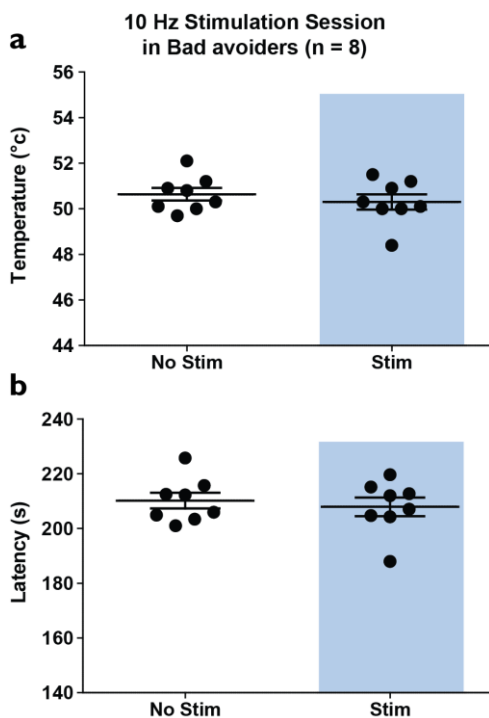 10 Hz Stimulation Session
in Bad avoiders (n = 8)
a
Temperature (°c)
56
54
52
50
48
46
44
No Stim
Stim
b
Latency (s)
240
220
200
180
160
140
No Stim
Stim